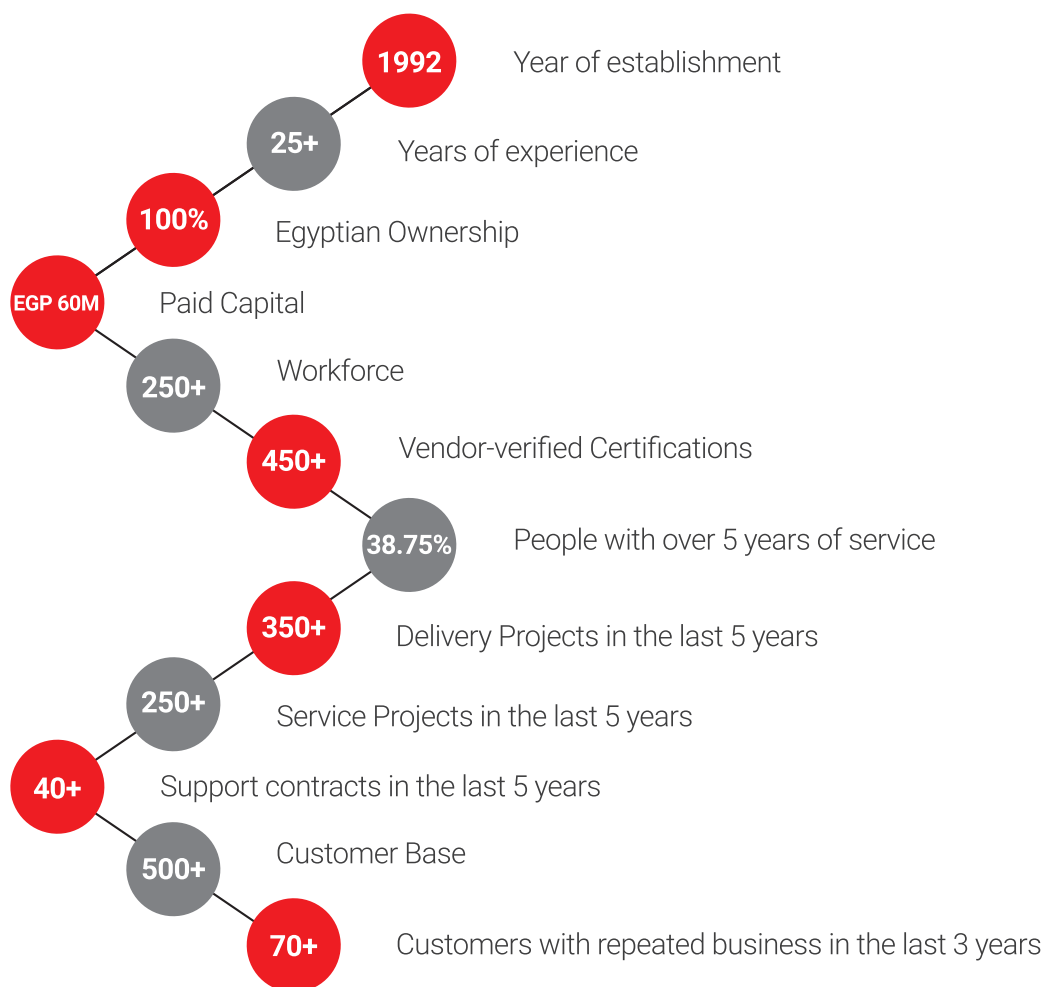 1992
Year of establishment
25+
Years of experience
100%
Egyptian Ownership
EGP 60M
Paid Capital
250+
Workforce
450+
Vendor-verified Certifications
38.75%
People with over 5 years of service
350+
Delivery Projects in the last 5 years
250+
Service Projects in the last 5 years
40+
Support contracts in the last 5 years
500+
Customer Base
70+
Customers with repeated business in the last 3 years